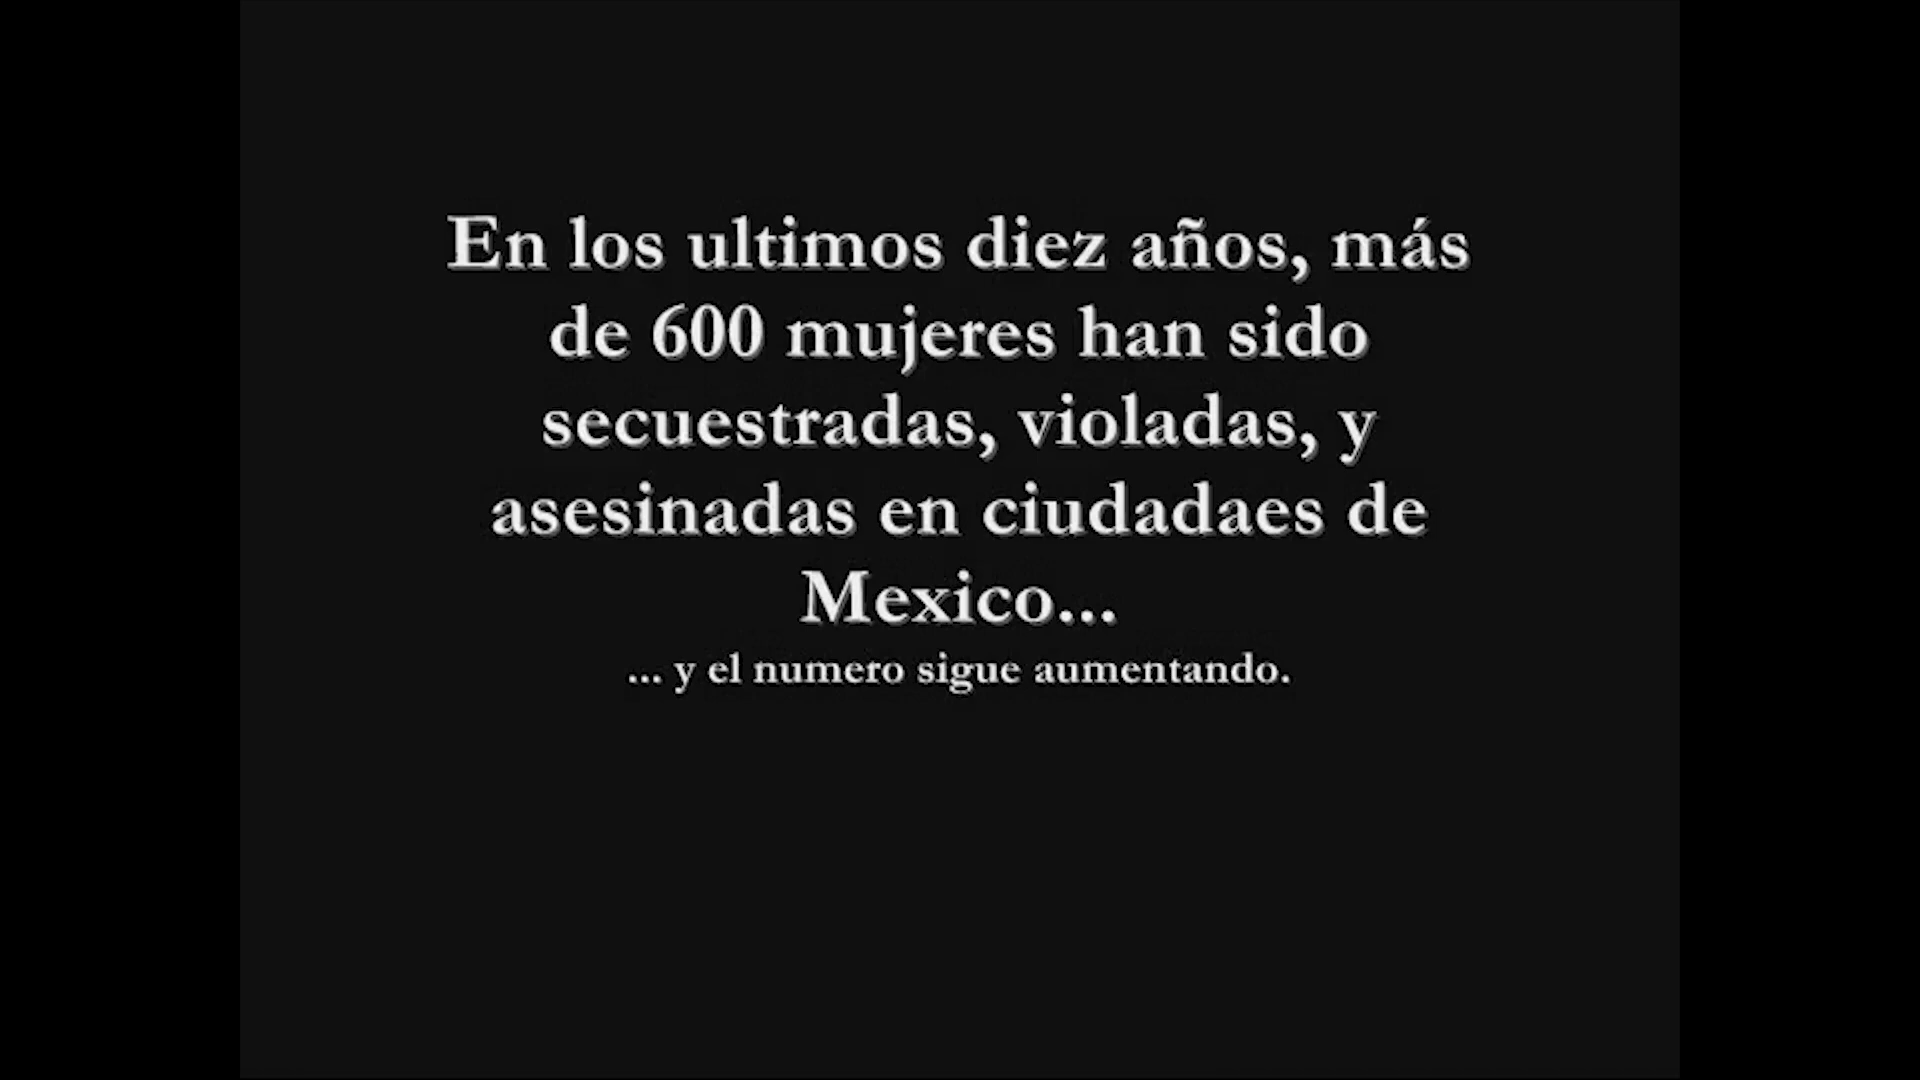 En los ultimos diez años, más
de 600 mujeres han sido
secuestradas, violadas, y
asesinadas en ciudadaes de
Mexico...
... y el numero sigue aumentando.